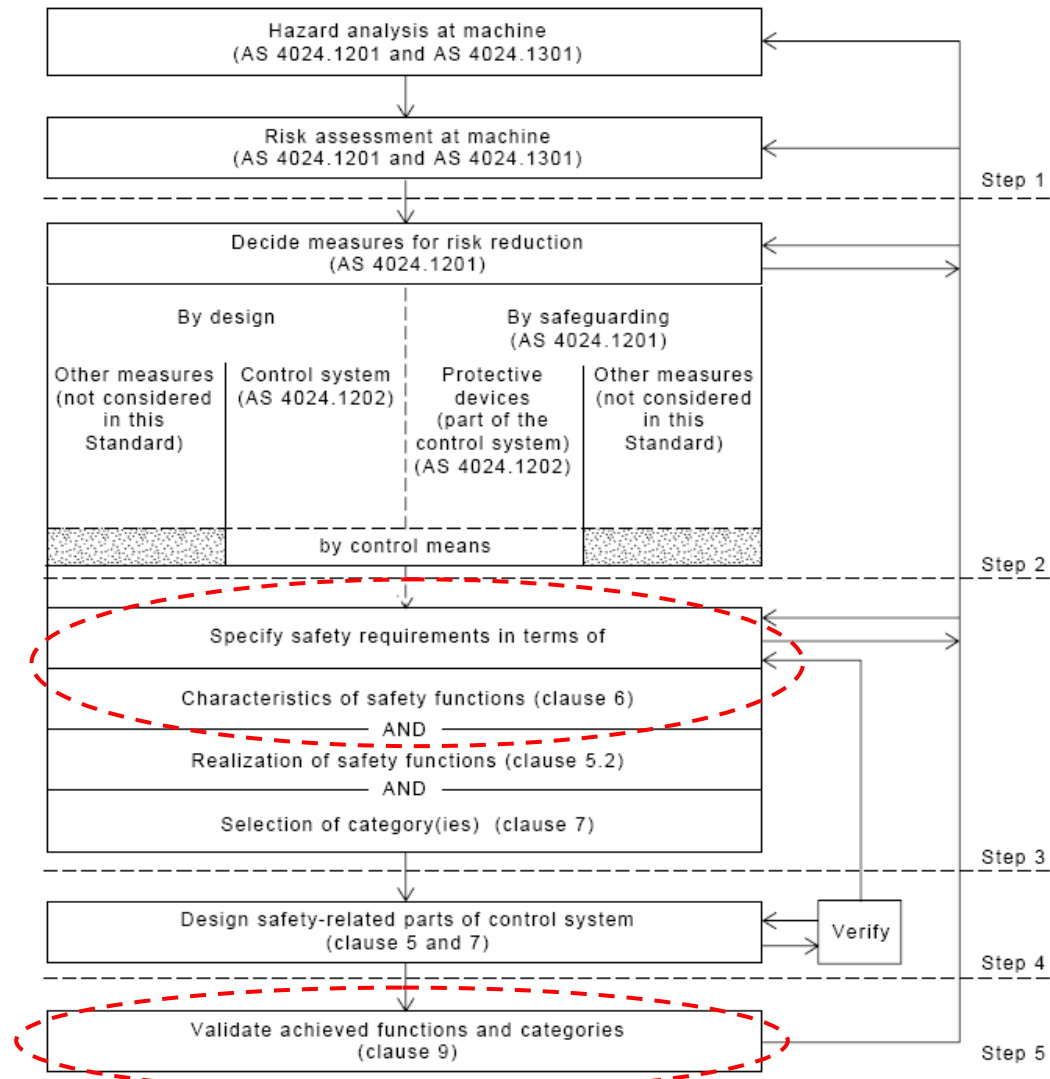 Hazard analysis at machine
(AS 4024.1201 and AS 4024.1301)
Risk assessment at machine
(AS 4024.1201 and AS 4024.1301)
Step 1
Decide measures for risk reduction
(AS 4024.1201)
By design
By safeguarding
(AS 4024.1201)
Other measures
(not considered
in this
Standard)
Control system
(AS 4024.1202)
Protective
devices
(part of the
control system)
(AS 4024.1202)
Other measures
(not considered
in this
Standard)
by control means
Step 2
Specify safety requirements in terms of
Characteristics of safety functions (clause 6)
AND
Realization of safety functions (clause 5.2)
AND
Selection of category(ies) (clause 7)
Step 3
Design safety-related parts of control system
(clause 5 and 7)
Verify
Step 4
Validate achieved functions and categories
(clause 9)
Step 5